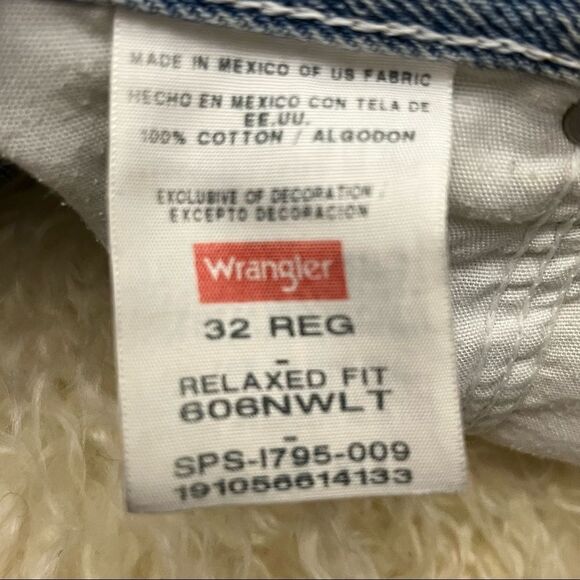 MADE IN MEXICO OF US FABRIC
HECHO EN MEXICO CON TELA DE
EE.UU.
100% COTTON / ALGODON
EXCLUSIVE OF DECORATION /
EXCEPTO DECORACION
Wrangler
32 REG
-
RELAXED FIT
606NWLT
-
SPS-I795-009
191056614133